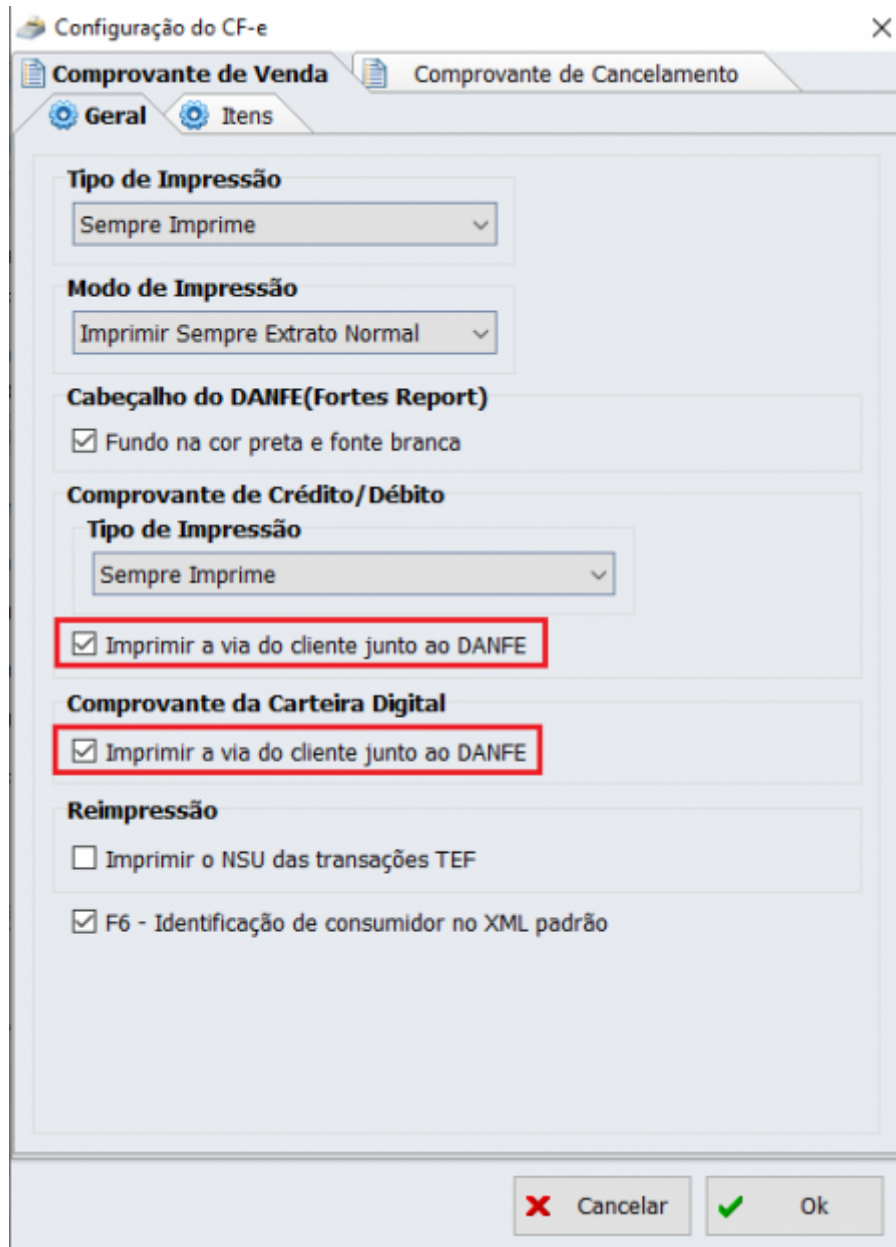 Configuração do CF-e
Comprovante de Venda
Comprovante de Cancelamento
Geral
Itens
Tipo de Impressão
Sempre Imprime
Modo de Impressão
Imprimir Sempre Extrato Normal
Cabeçalho do DANFE(Fortes Report)
Fundo na cor preta e fonte branca
Comprovante de Crédito/Débito
Tipo de Impressão
Sempre Imprime
Imprimir a via do cliente junto ao DANFE
Comprovante da Carteira Digital
Imprimir a via do cliente junto ao DANFE
Reimpressão
Imprimir o NSU das transações TEF
F6 - Identificação de consumidor no XML padrão
Cancelar
Ok